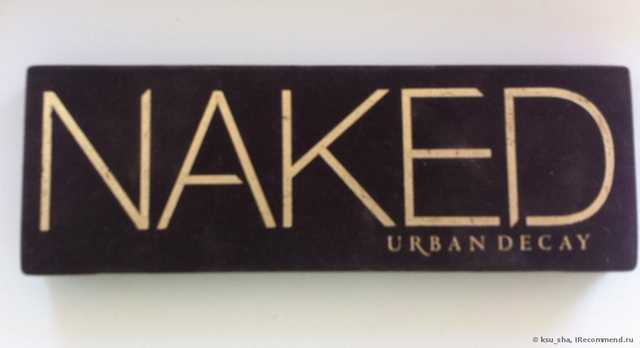 NAKED
URBAN DECAY
© ksu_sha, IRecommend.ru